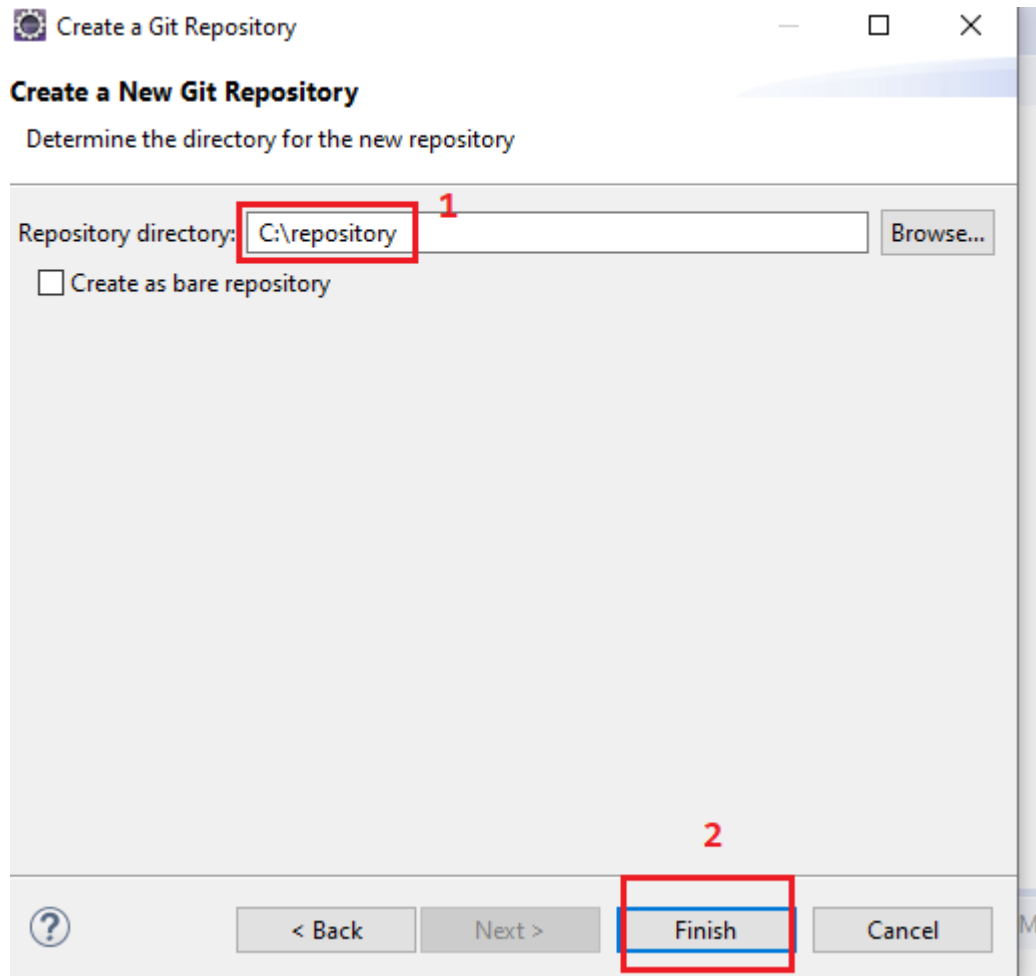 Create a Git Repository
Create a New Git Repository
Determine the directory for the new repository
1
Repository directory: C:\repository Browse...
Create as bare repository
2
? < Back Next > Finish Cancel
M